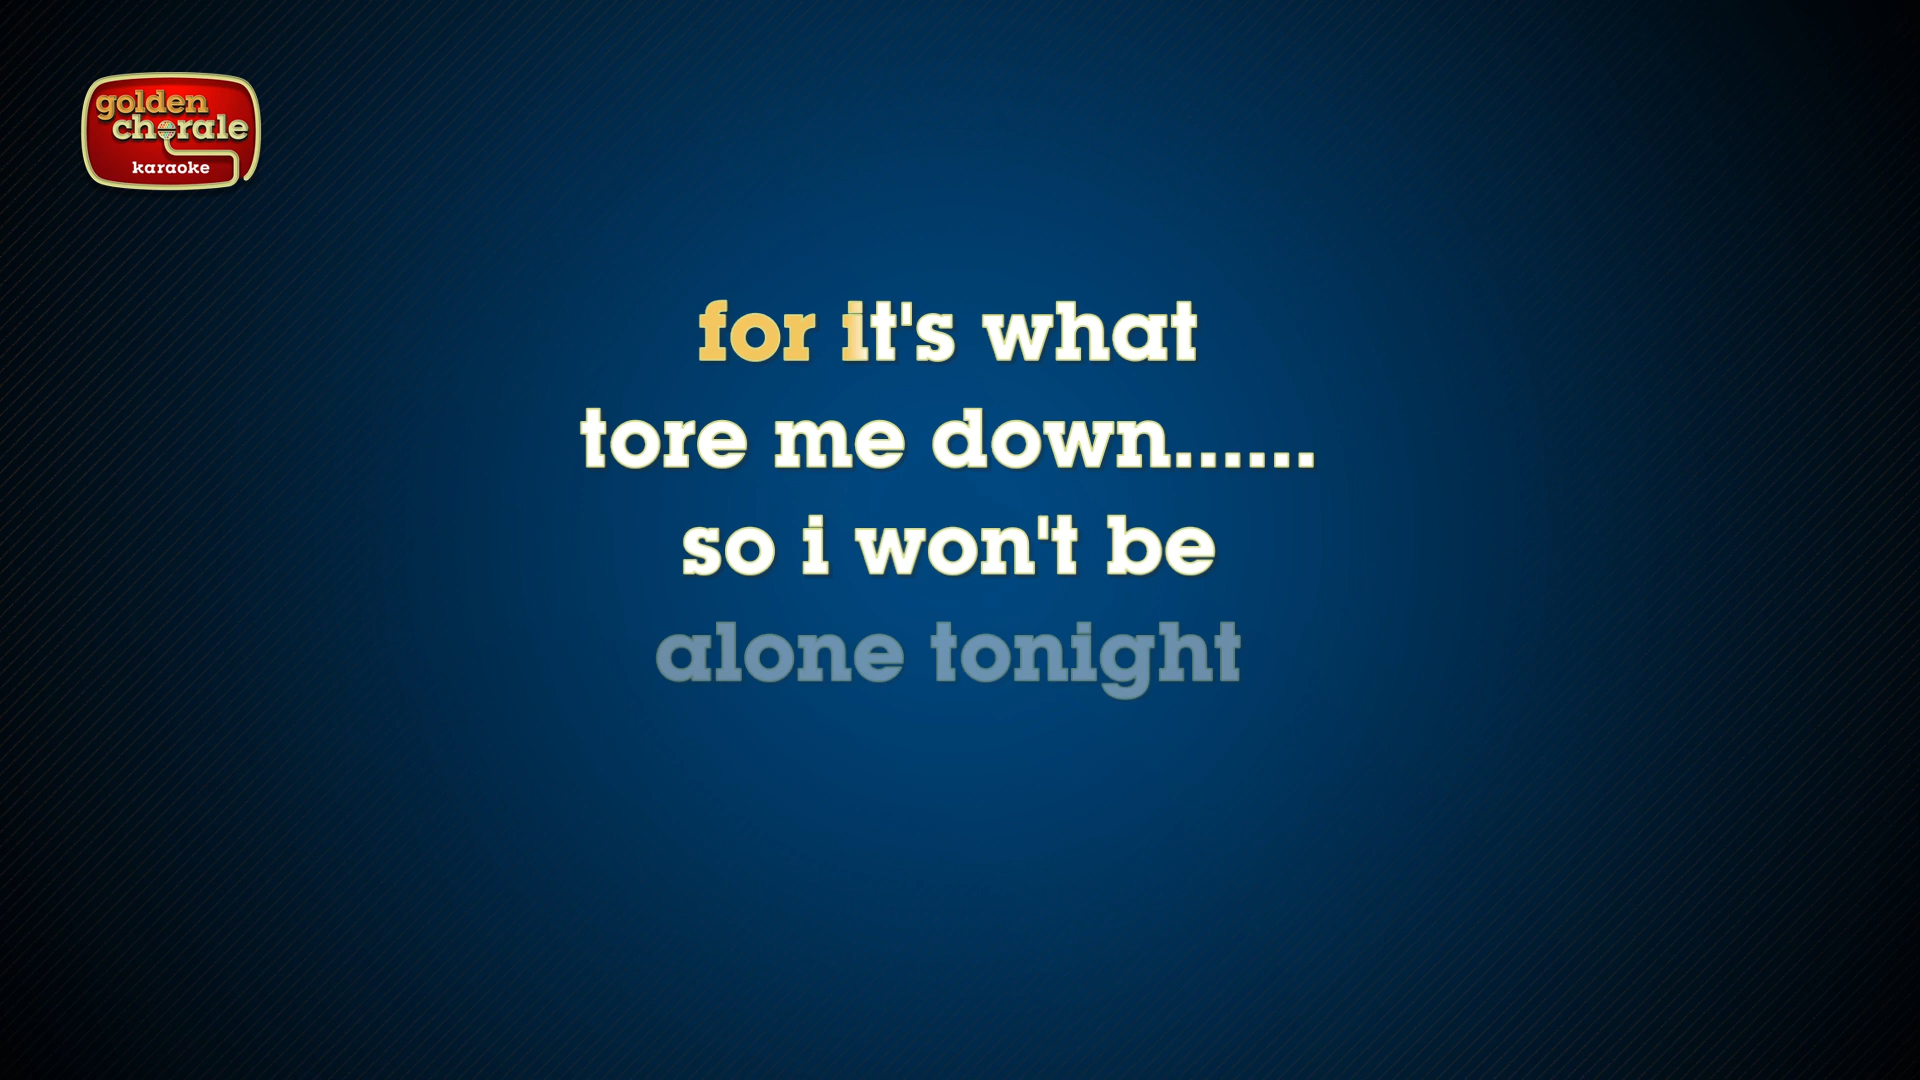 golden
chorale
karaoke
for it's what
tore me down......
so i won't be
alone tonight